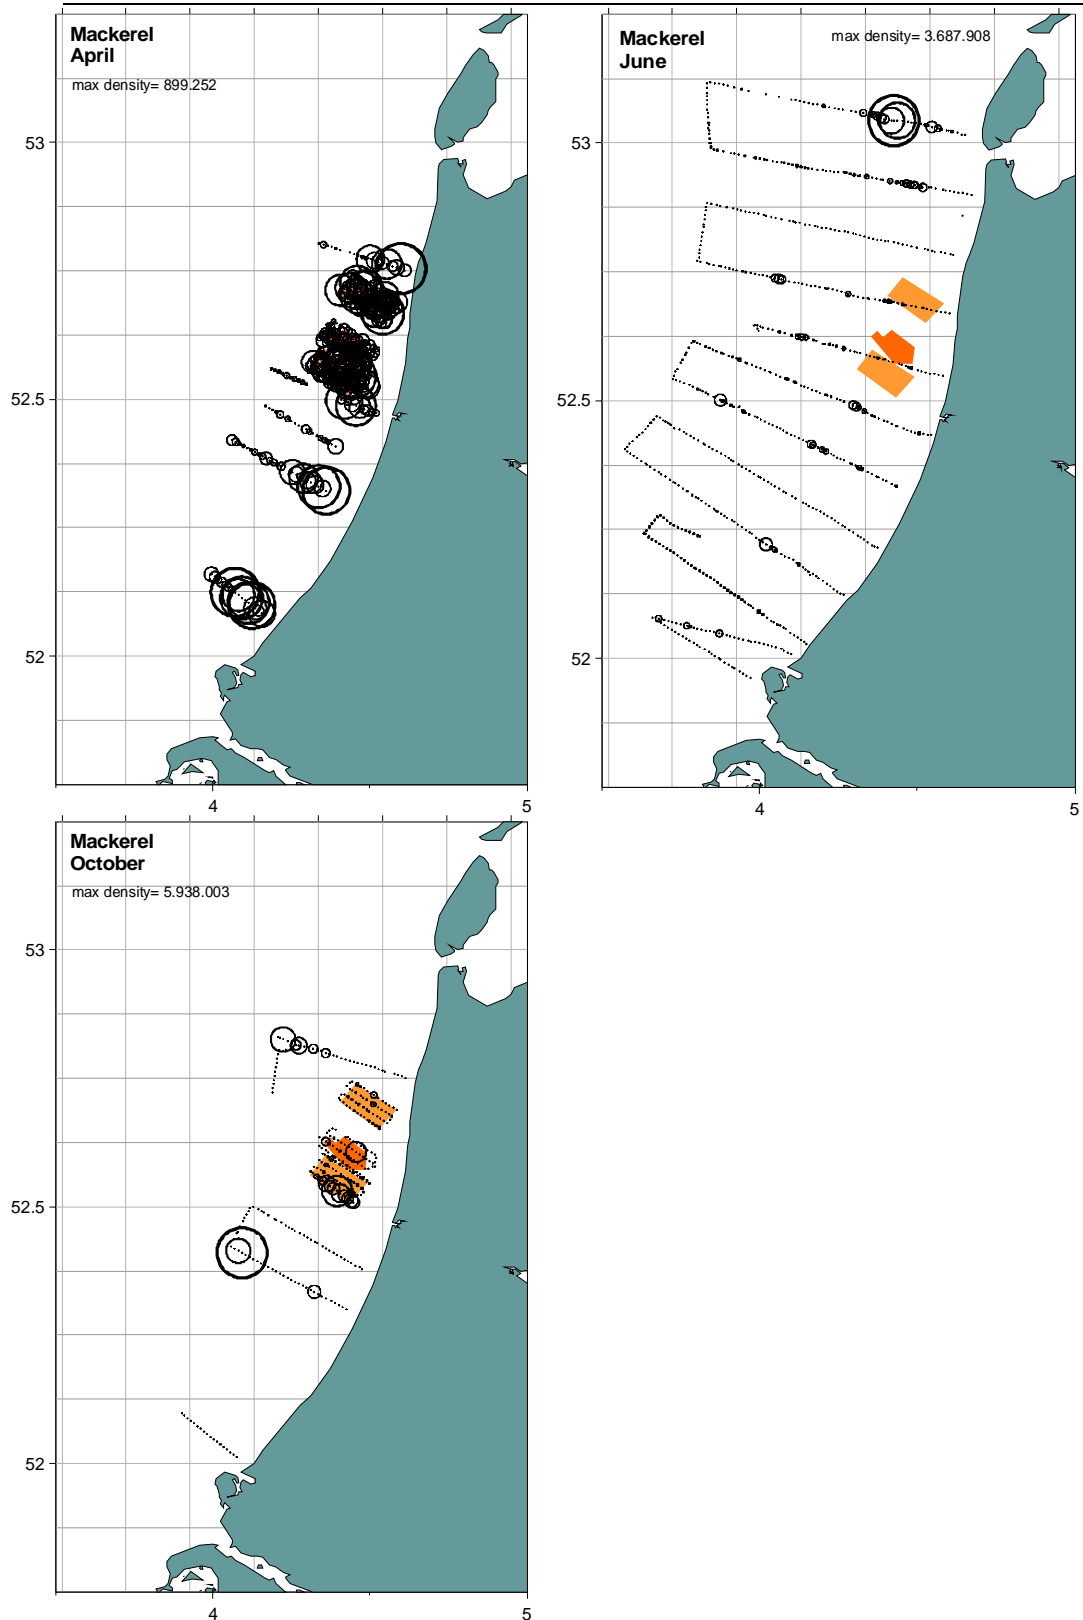 Mackerel
April
max density= 899.252
53
52.5
52
4
5
Mackerel
June
max density= 3.687.908
53
52.5
52
4
5
Mackerel
October
max density= 5.938.003
53
52.5
52
4
5